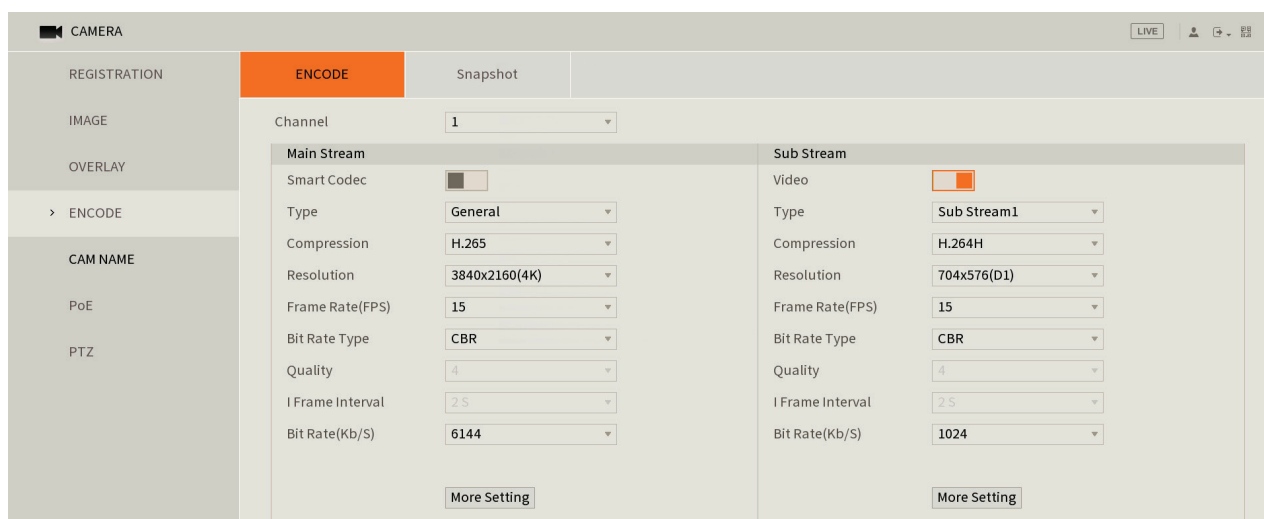 CAMERA
LIVE
REGISTRATION
IMAGE
OVERLAY
ENCODE
CAM NAME
PoE
PTZ
ENCODE Snapshot
Channel 1
Main Stream
Smart Codec
Type General
Compression H.265
Resolution 3840x2160(4K)
Frame Rate(FPS) 15
Bit Rate Type CBR
Quality 4
I Frame Interval 2 S
Bit Rate(Kb/S) 6144
More Setting
Sub Stream
Video
Type Sub Stream1
Compression H.264H
Resolution 704x576(D1)
Frame Rate(FPS) 15
Bit Rate Type CBR
Quality 4
I Frame Interval 2 S
Bit Rate(Kb/S) 1024
More Setting